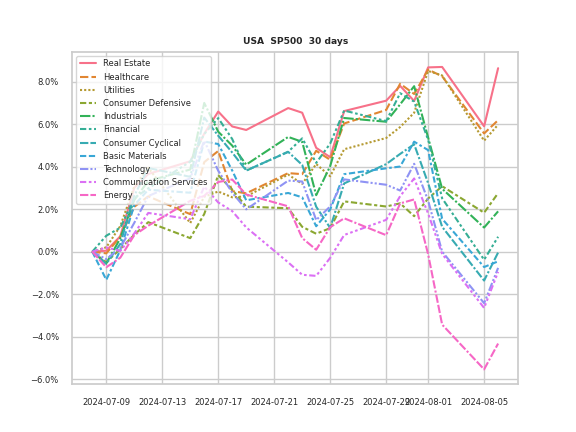 USA  SP500  30 days
Real Estate
Healthcare
Utilities
Consumer Defensive
Industrials
Financial
Consumer Cyclical
Basic Materials
Technology
Communication Services
Energy
8.0%
6.0%
4.0%
2.0%
0.0%
−2.0%
−4.0%
−6.0%
2024-07-09 2024-07-13 2024-07-17 2024-07-21 2024-07-25 2024-07-29 2024-08-01 2024-08-05